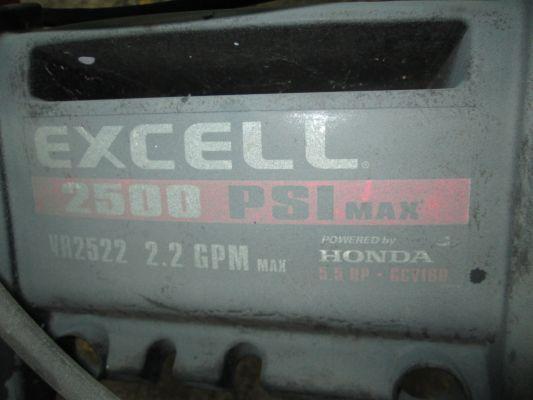 EXCELL®
2500 PSI MAX
VR2522 2.2 GPM MAX
POWERED by
HONDA
5.5 HP • GCV160